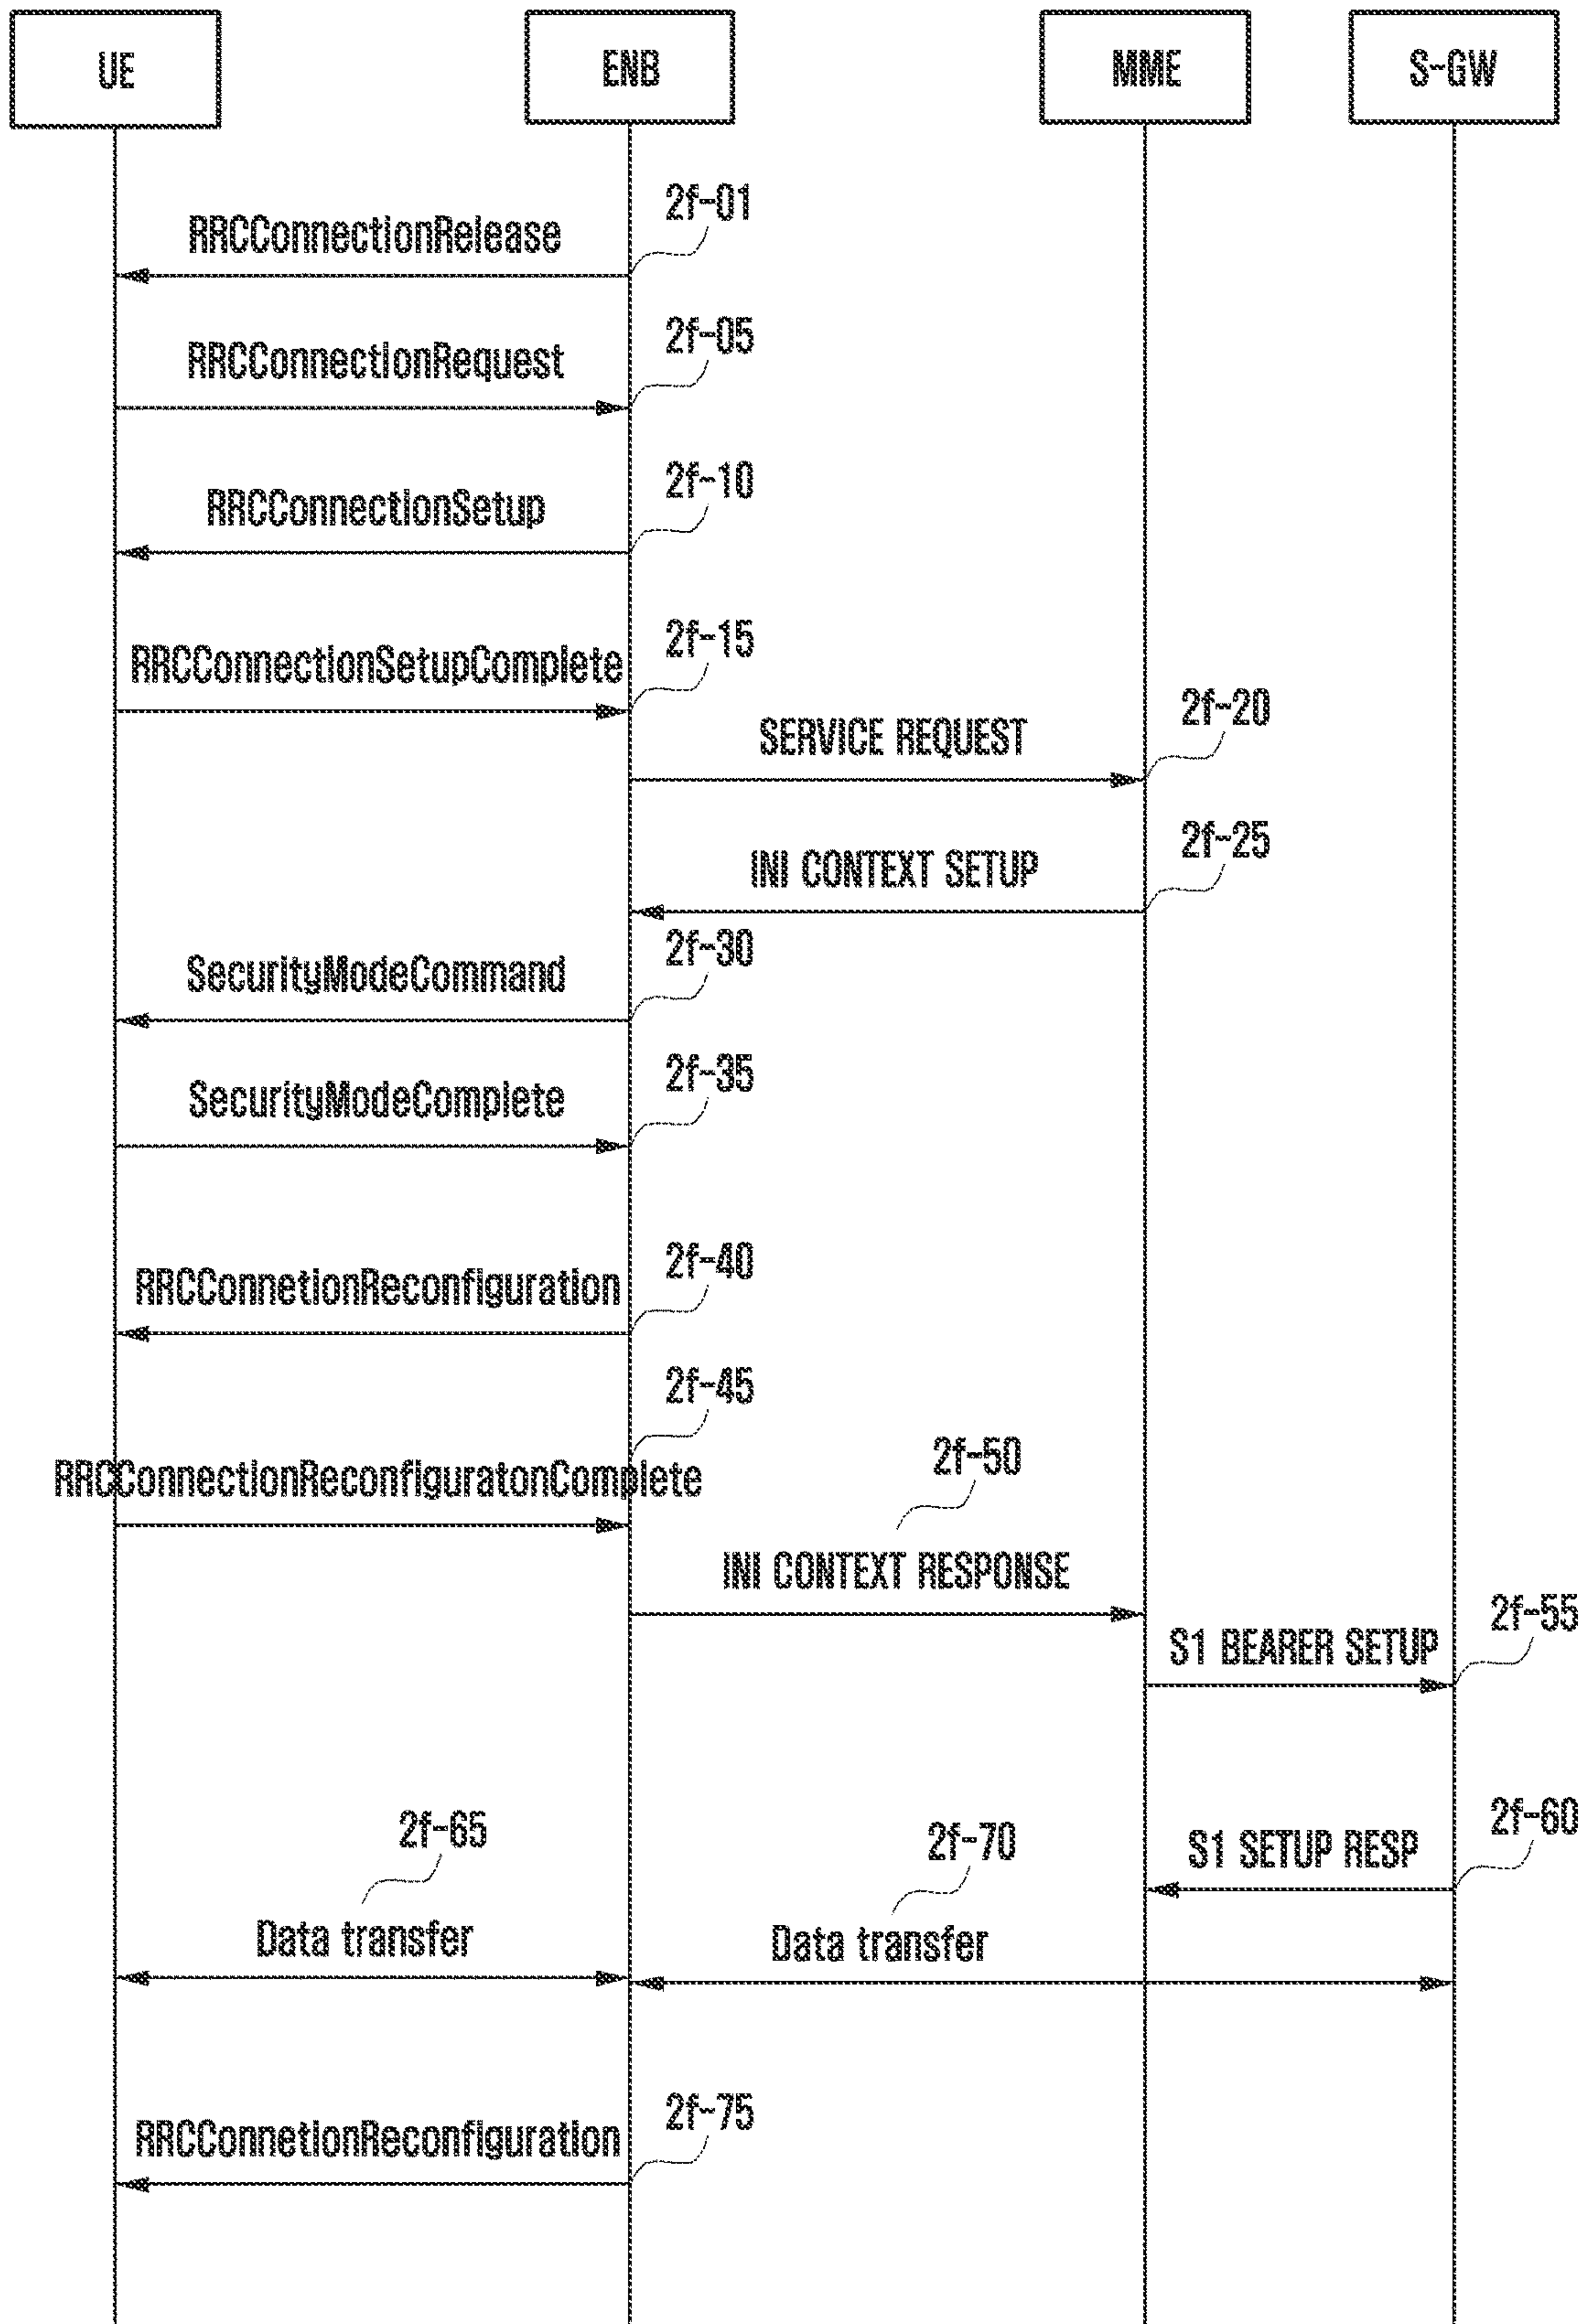 UE
ENB
MME
S-GW
2f-01
RRCConnectionRelease
2f-05
RRCConnectionRequest
2f-10
RRCConnectionSetup
2f-15
RRCConnectionSetupComplete
2f-20
SERVICE REQUEST
2f-25
INI CONTEXT SETUP
2f-30
SecurityModeCommand
2f-35
SecurityModeComplete
2f-40
RRCConnetionReconfiguration
2f-45
RRCConnectionReconfiguratonComplete
2f-50
INI CONTEXT RESPONSE
2f-55
S1 BEARER SETUP
2f-60
S1 SETUP RESP
2f-65
Data transfer
2f-70
Data transfer
2f-75
RRCConnetionReconfiguration